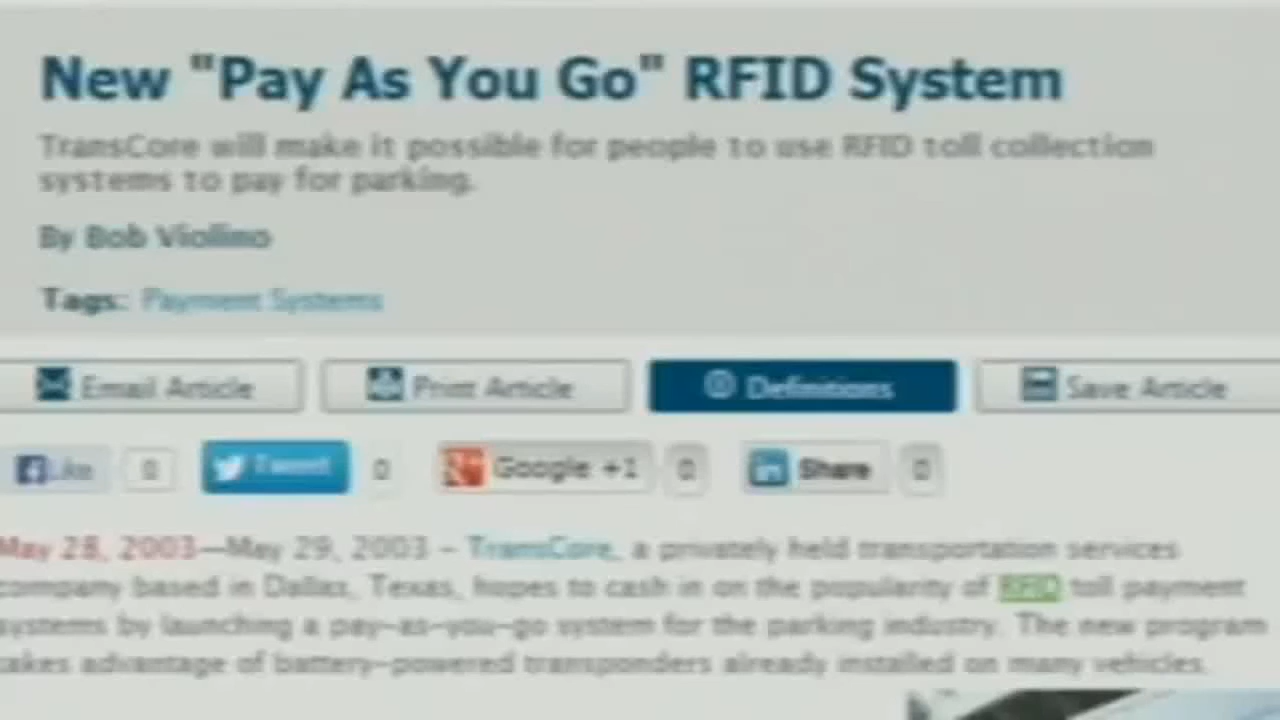 New "Pay As You Go" RFID System
TransCore will make it possible for people to use RFID toll collection
systems to pay for parking.
By Bob Violino
Tags: Payment Systems
Email Article Print Article Definitions Save Article
Like 0 Tweet 0 Google +1 0 Share 0
May 28, 2003—May 29, 2003 – TransCore, a privately held transportation services
company based in Dallas, Texas, hopes to cash in on the popularity of RFID toll payment
systems by launching a pay-as-you-go system for the parking industry. The new program
takes advantage of battery-powered transponders already installed on many vehicles.